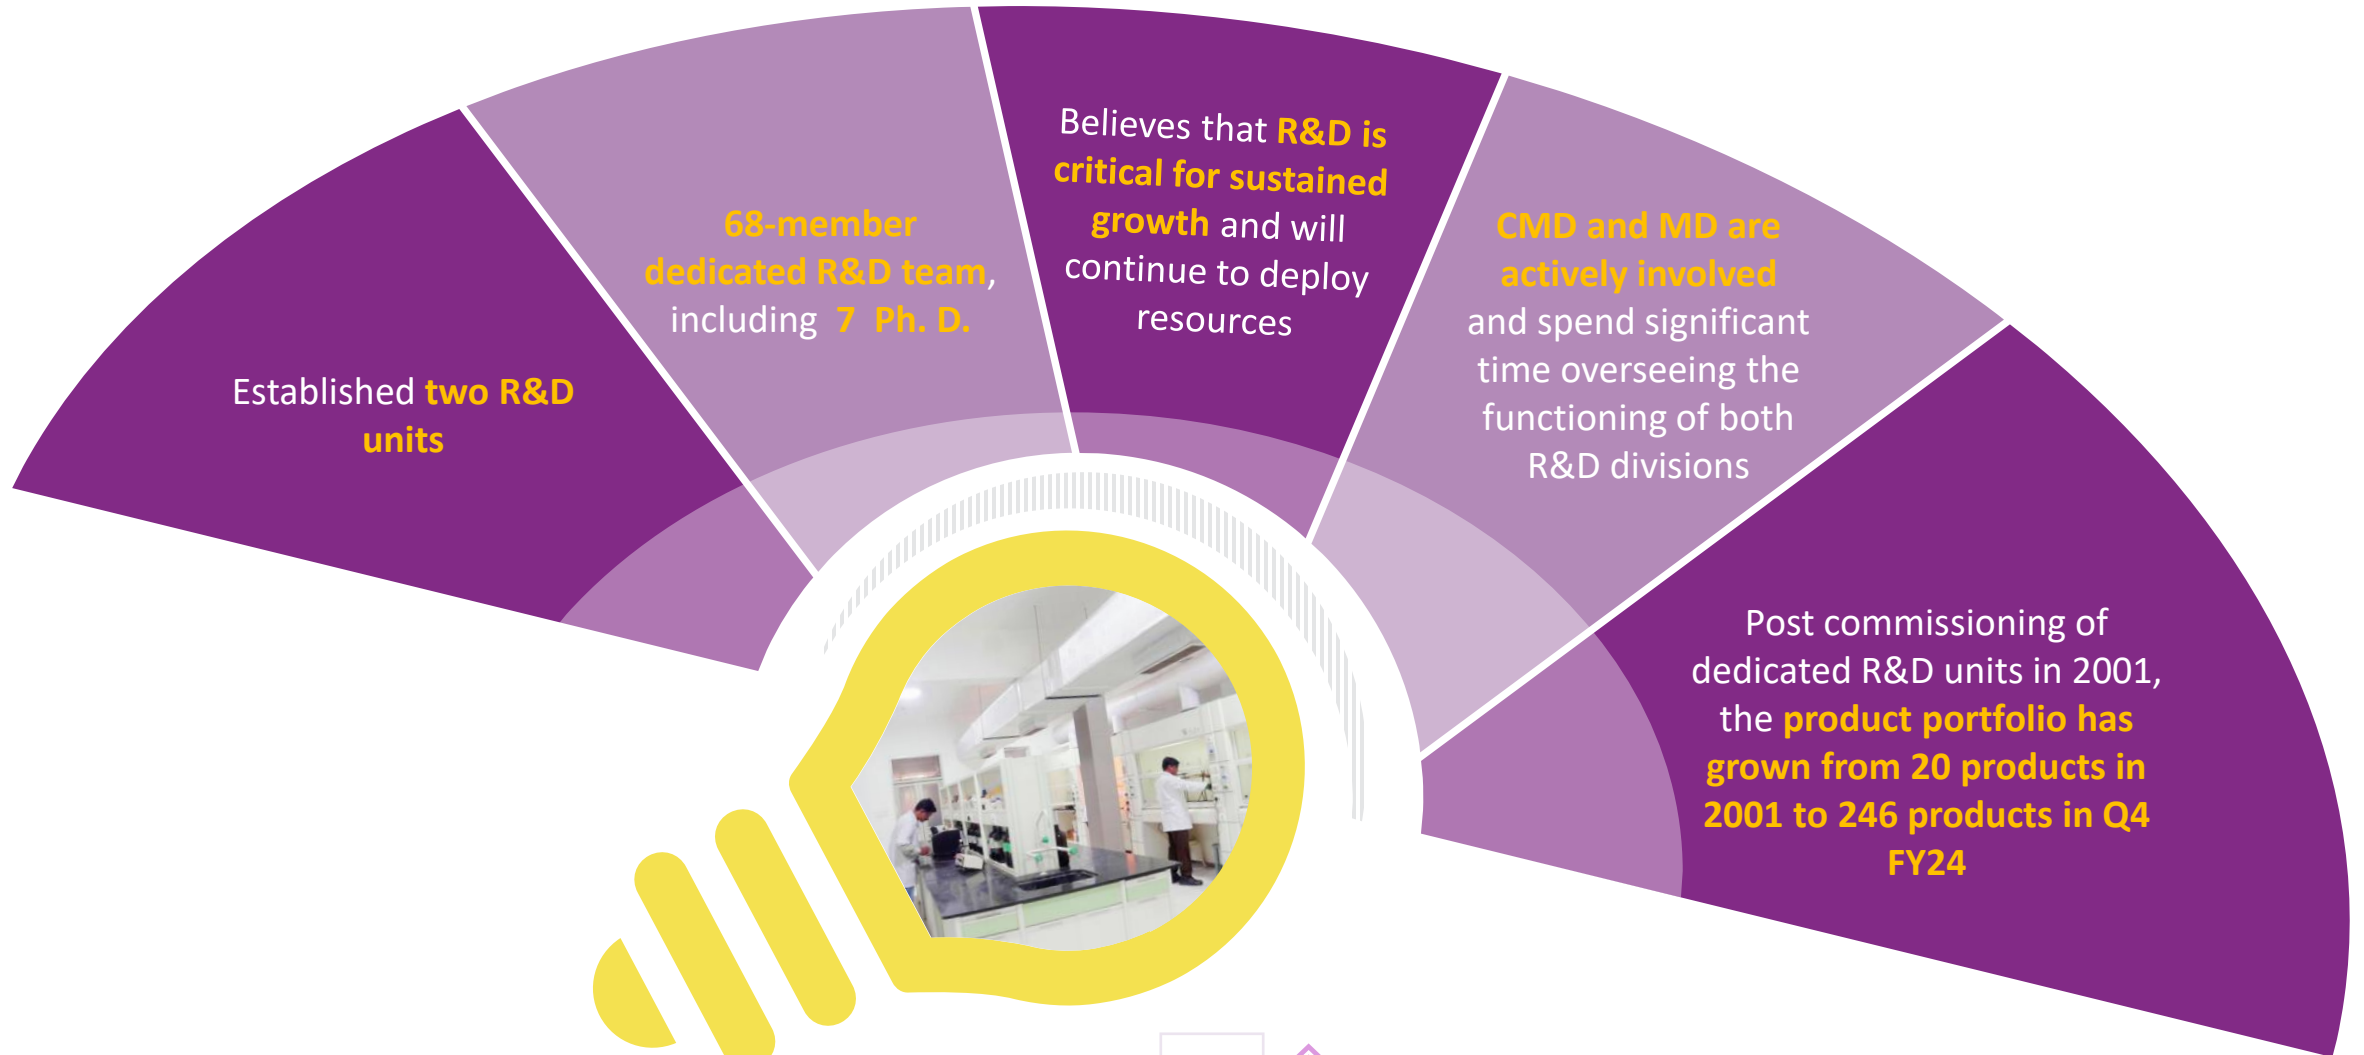 Established two R&D
units
68-member
dedicated R&D team,
including 7 Ph. D.
Believes that R&D is
critical for sustained
growth and will
continue to deploy
resources
CMD and MD are
actively involved
and spend significant
time overseeing the
functioning of both
R&D divisions
Post commissioning of
dedicated R&D units in 2001,
the product portfolio has
grown from 20 products in
2001 to 246 products in Q4
FY24